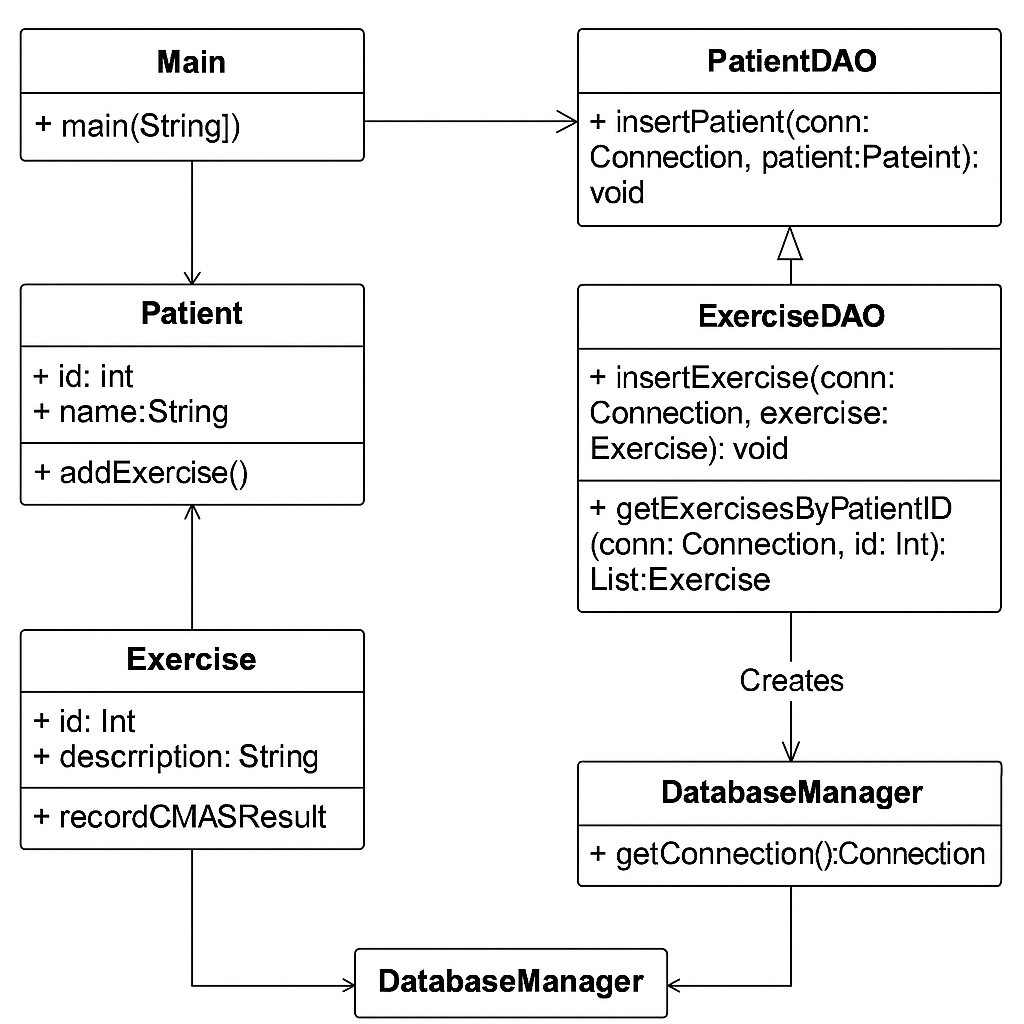 Main
+ main(String])
PatientDAO
+ insertPatient(conn:
Connection, patient:Pateint):
void
Patient
+ id: int
+ name:String
+ addExercise()
ExerciseDAO
+ insertExercise(conn:
Connection, exercise:
Exercise): void
+ getExercisesByPatientID
(conn: Connection, id: Int):
List:Exercise
Exercise
+ id: Int
+ descrription: String
+ recordCMASResult
Creates
DatabaseManager
+ getConnection():Connection
DatabaseManager